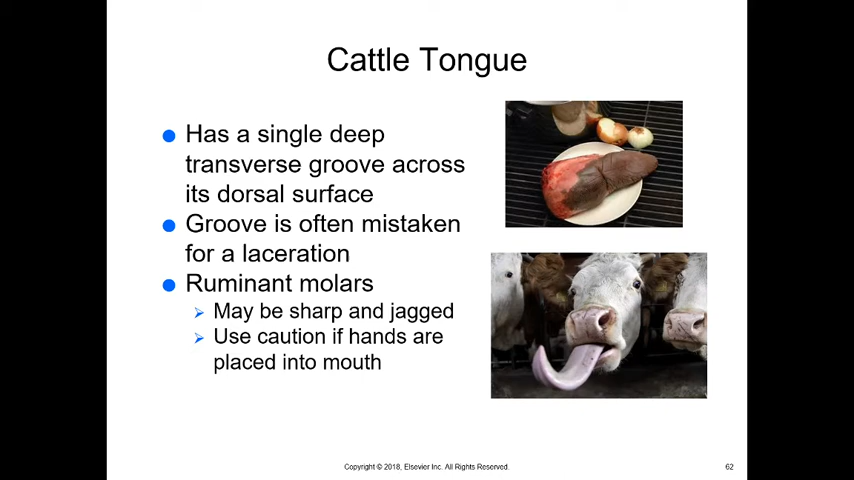 Cattle Tongue
Has a single deep
transverse groove across
its dorsal surface
Groove is often mistaken
for a laceration
Ruminant molars
May be sharp and jagged
Use caution if hands are
placed into mouth
Copyright © 2018, Elsevier Inc. All Rights Reserved.
62